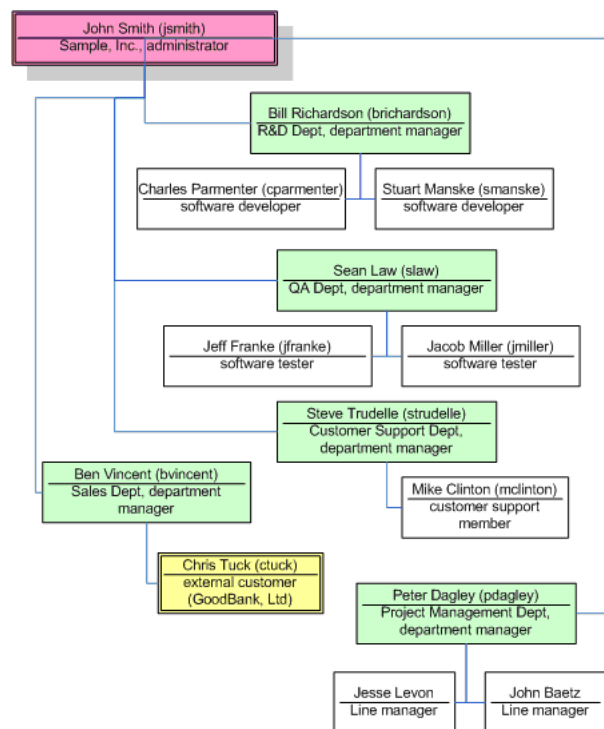 John Smith (jsmith)
Sample, Inc., administrator
Bill Richardson (brichardson)
R&D Dept, department manager
Charles Parmenter (cparmenter)
software developer
Stuart Manske (smanske)
software developer
Sean Law (slaw)
QA Dept, department manager
Jeff Franke (jfranke)
software tester
Jacob Miller (jmiller)
software tester
Steve Trudelle (strudelle)
Customer Support Dept,
department manager
Ben Vincent (bvincent)
Sales Dept, department
manager
Mike Clinton (mclinton)
customer support
member
Chris Tuck (ctuck)
external customer
(GoodBank, Ltd)
Peter Dagley (pdagley)
Project Management Dept,
department manager
Jesse Levon
Line manager
John Baetz
Line manager